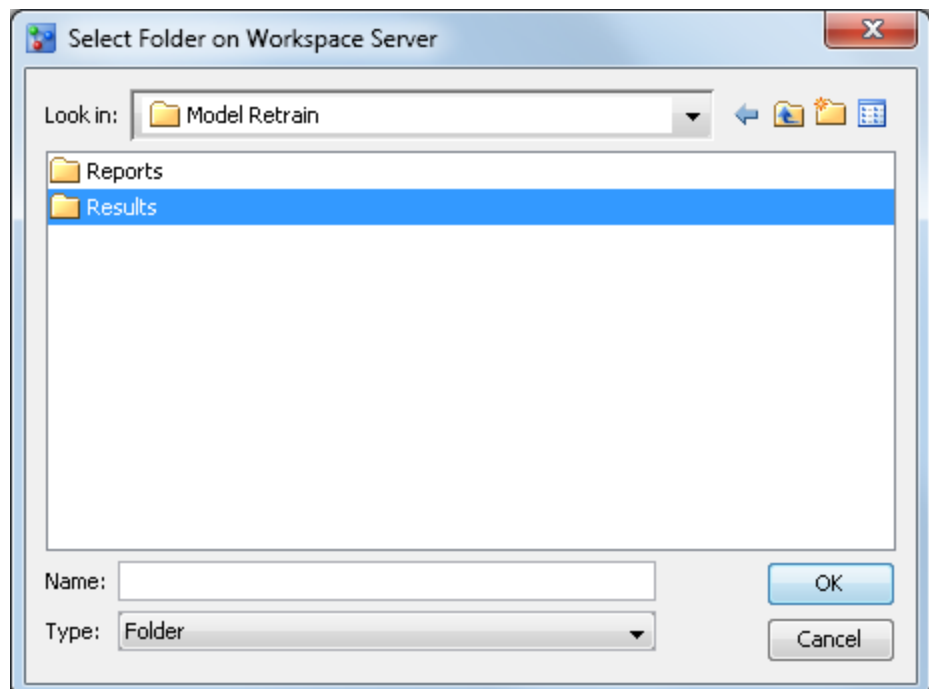 Select Folder on Workspace Server
Look in: Model Retrain
Reports
Results
Name:
OK
Type: Folder
Cancel